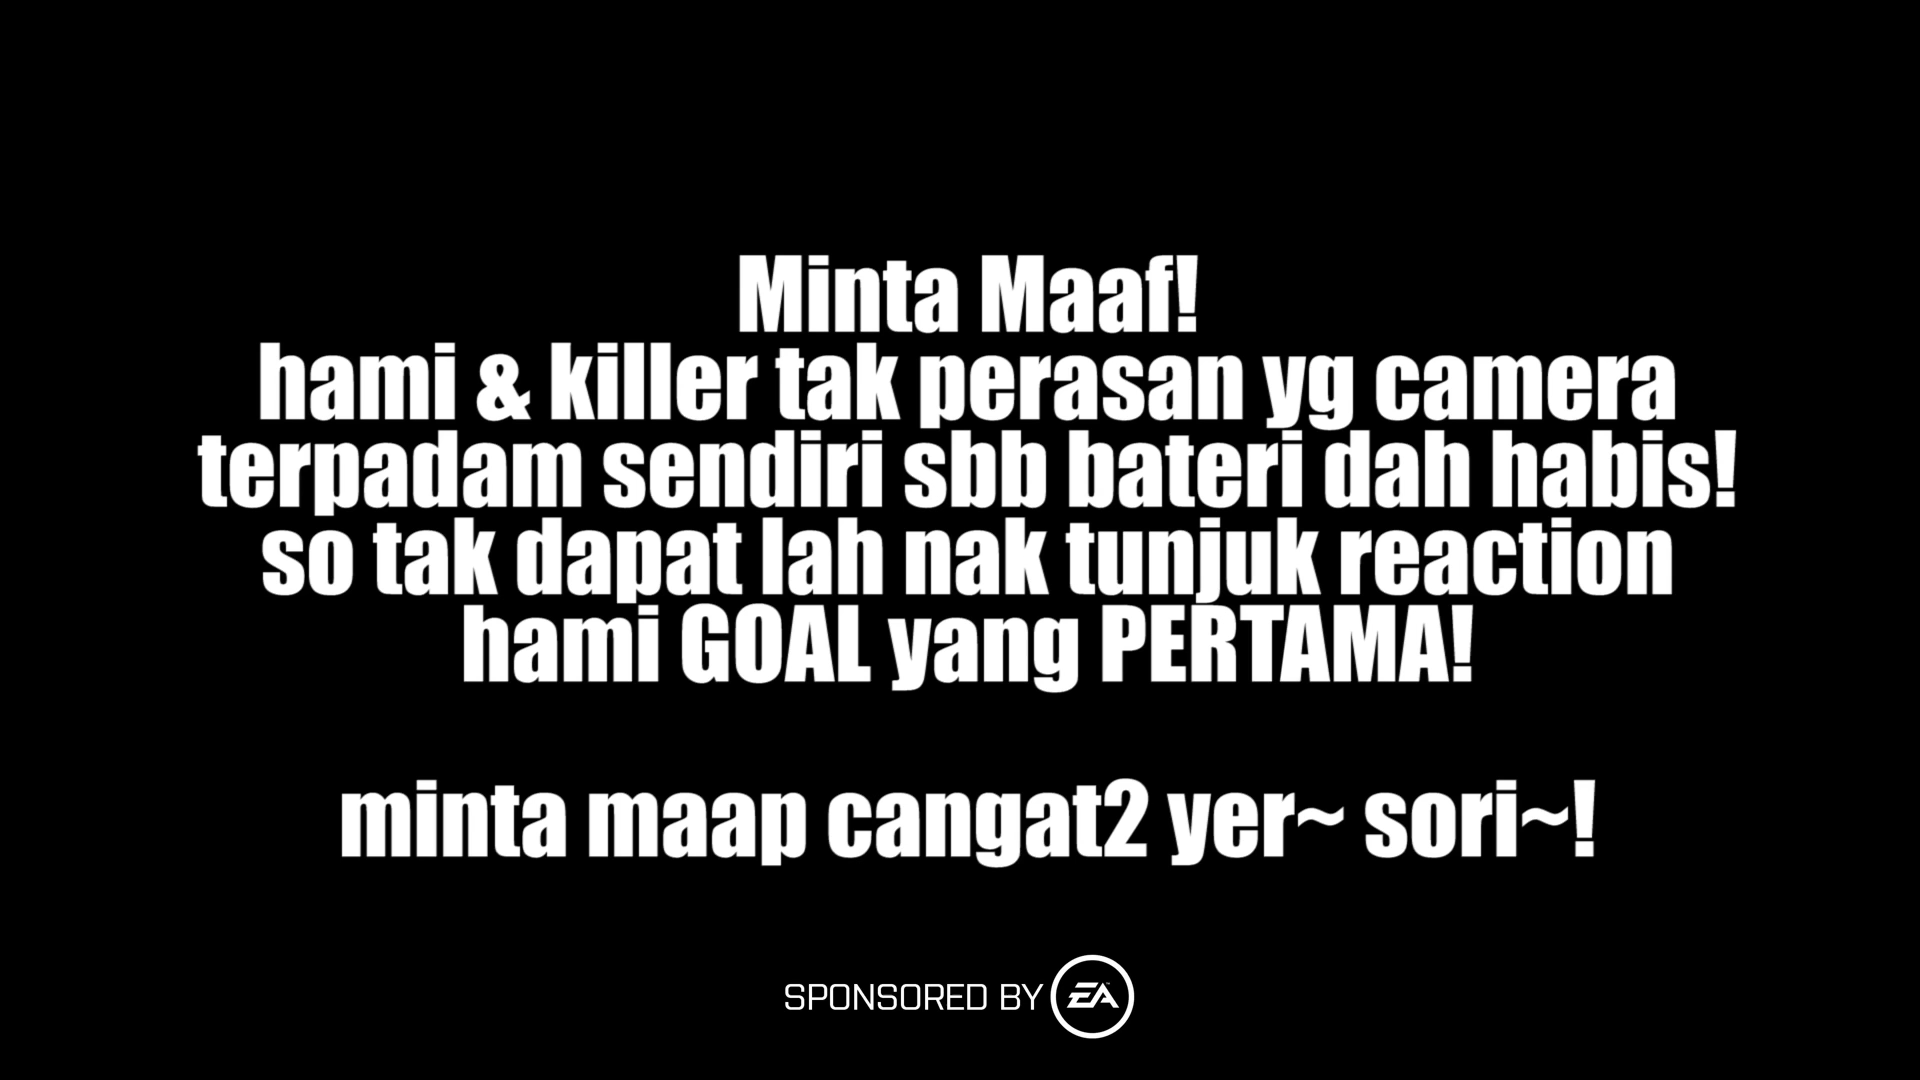 Minta Maaf!
hami & killer tak perasan yg camera
terpadam sendiri sbb bateri dah habis!
so tak dapat lah nak tunjuk reaction
hami GOAL yang PERTAMA!
minta maap cangat2 yer~ sori~!
SPONSORED BY EA